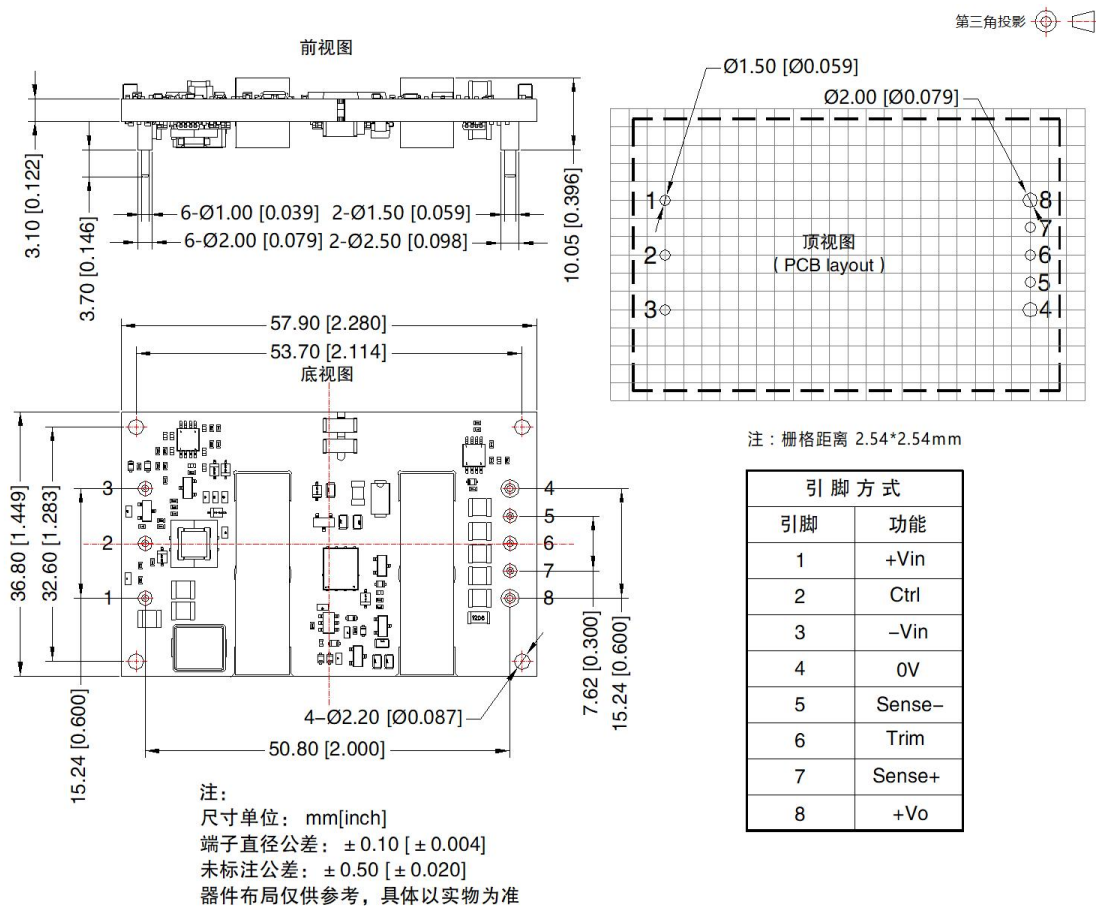 第三角投影
前视图
Ø1.50 [Ø0.059]
Ø2.00 [Ø0.079]
3.10 [0.122]
3.70 [0.146]
6-Ø1.00 [0.039]
2-Ø1.50 [0.059]
6-Ø2.00 [0.079]
2-Ø2.50 [0.098]
10.05 [0.396]
1
2
3
8
7
6
5
4
顶视图
( PCB layout )
57.90 [2.280]
53.70 [2.114]
底视图
36.80 [1.449]
32.60 [1.283]
3
2
1
4
5
6
7
8
1206
7.62 [0.300]
15.24 [0.600]
15.24 [0.600]
4–Ø2.20 [Ø0.087]
50.80 [2.000]
注：栅格距离 2.54*2.54mm
引脚方式
引脚 功能
1 +Vin
2 Ctrl
3 –Vin
4 0V
5 Sense–
6 Trim
7 Sense+
8 +Vo
注：
尺寸单位： mm[inch]
端子直径公差： ± 0.10 [ ± 0.004]
未标注公差： ± 0.50 [ ± 0.020]
器件布局仅供参考，具体以实物为准